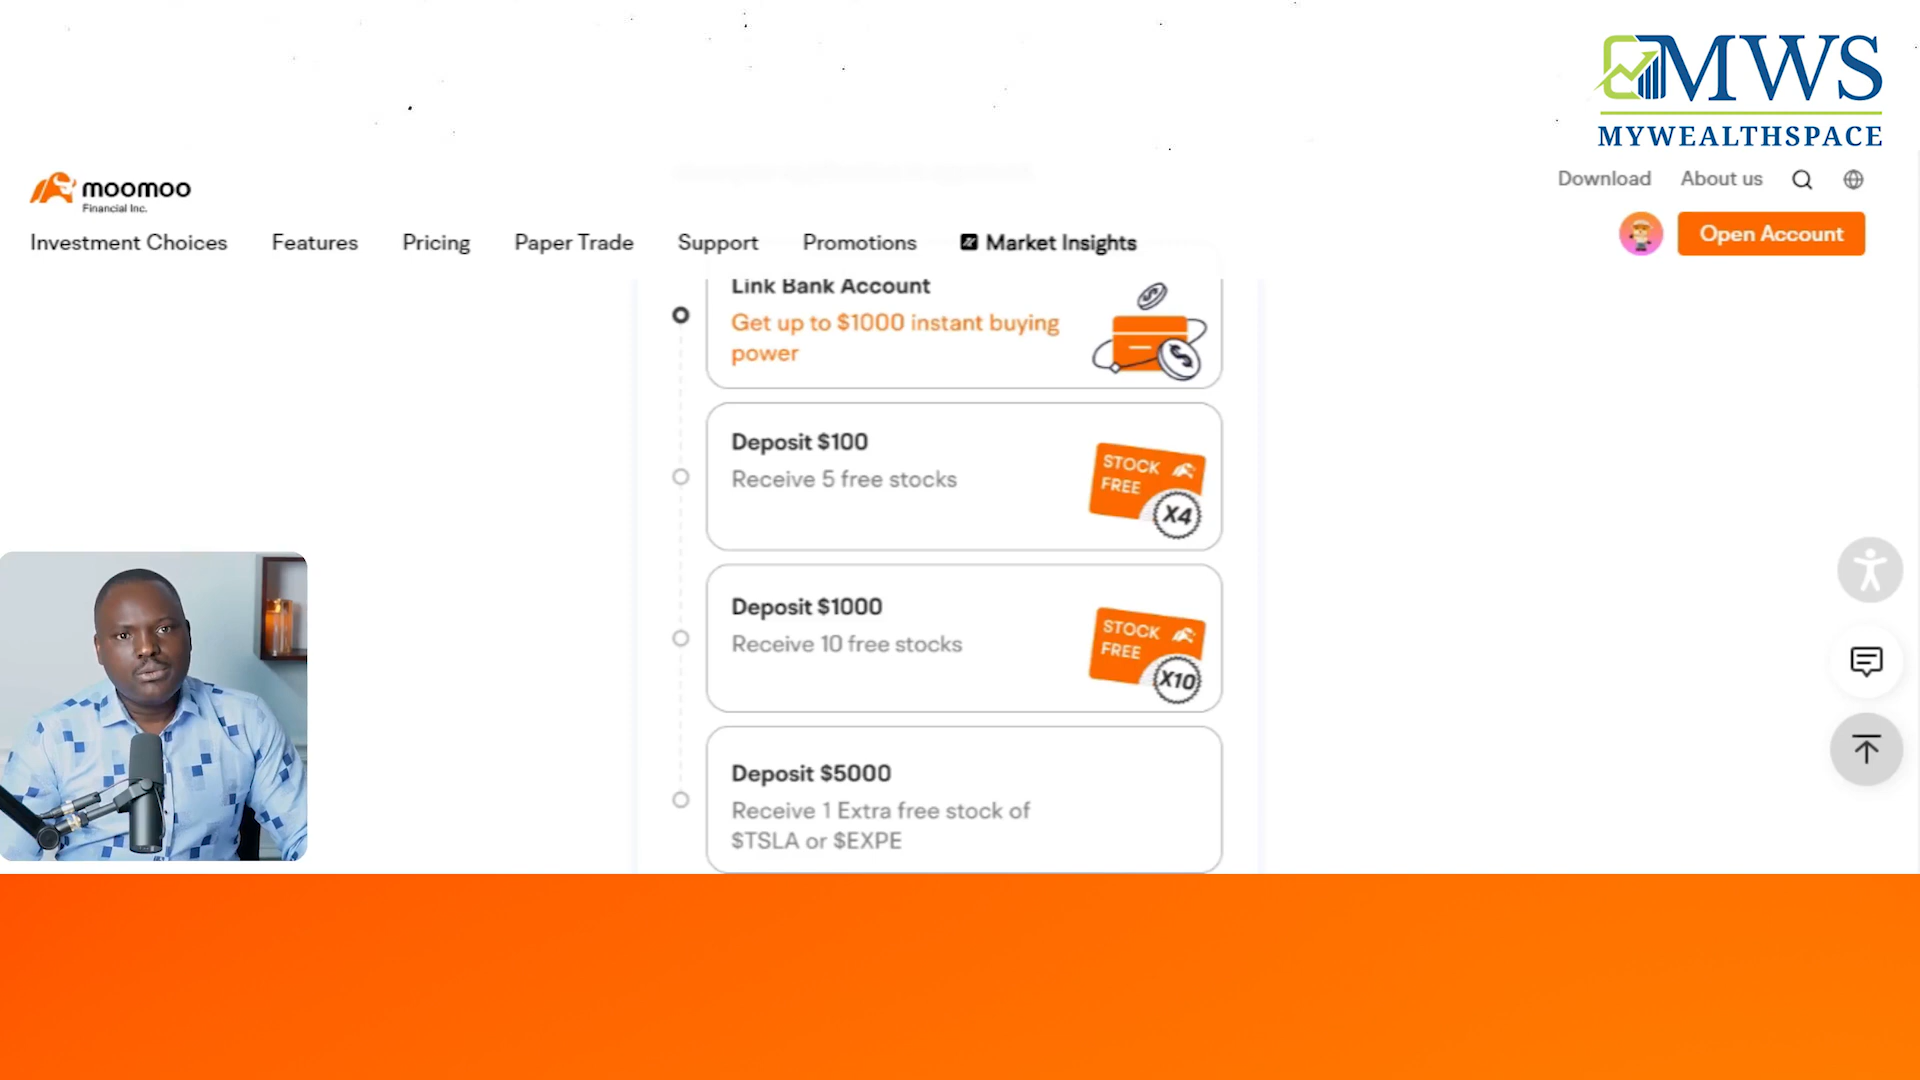 MWS
MYWEALTHSPACE
moomoo
Financial Inc.
Download
About us
Investment Choices
Features
Pricing
Paper Trade
Support
Promotions
Market Insights
Open Account
Link Bank Account
Get up to $1000 instant buying
power
Deposit $100
Receive 5 free stocks
STOCK
FREE
X4
Deposit $1000
Receive 10 free stocks
STOCK
FREE
X10
Deposit $5000
Receive 1 Extra free stock of
$TSLA or $EXPE